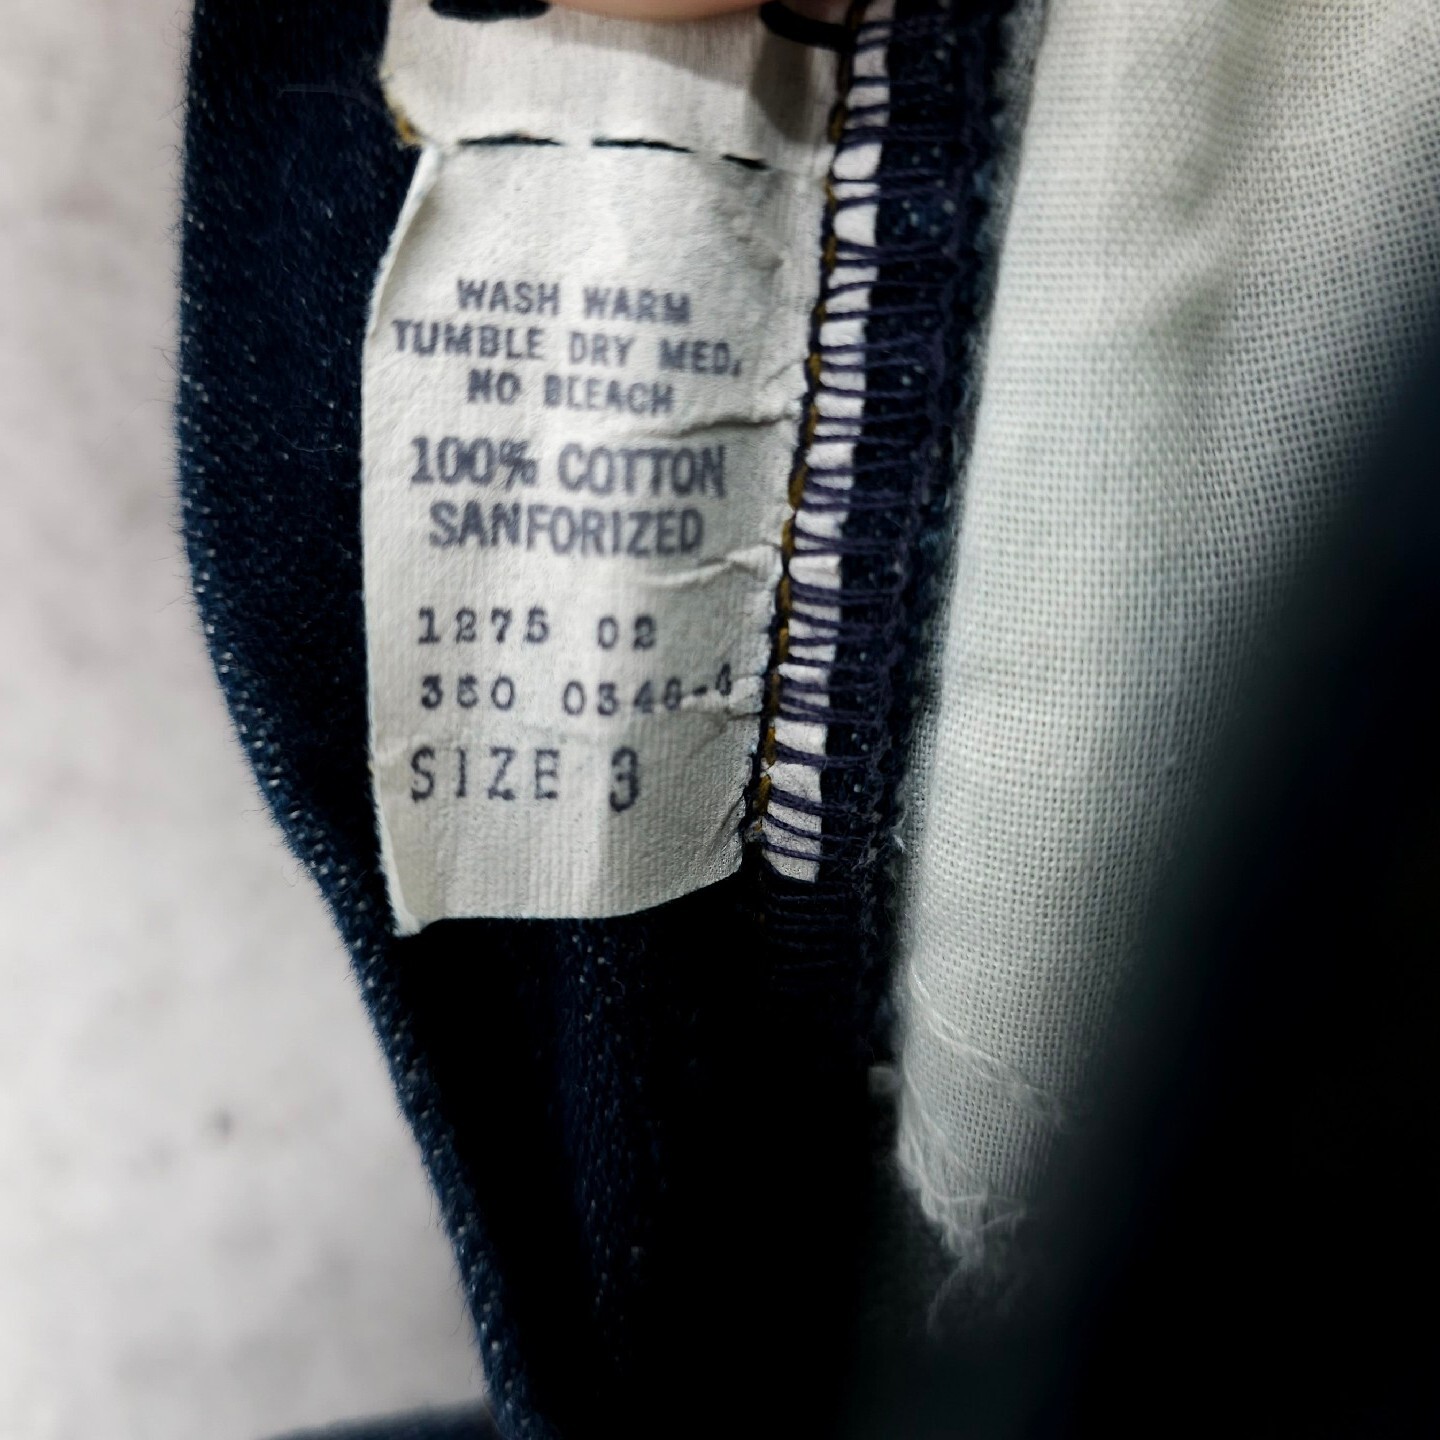 WASH WARM
TUMBLE DRY MED.
NO BLEACH
100% COTTON
SANFORIZED
1275 02
SIZE 3